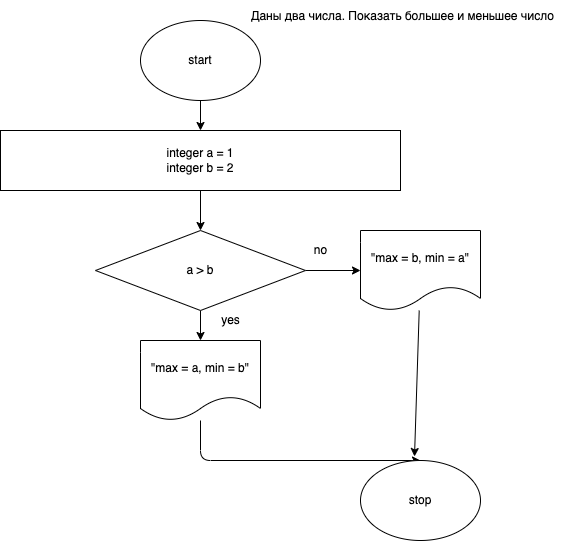 Даны два числа. Показать большее и меньшее число
start
integer a = 1
integer b = 2
a > b
no
"max = b, min = a"
yes
"max = a, min = b"
stop